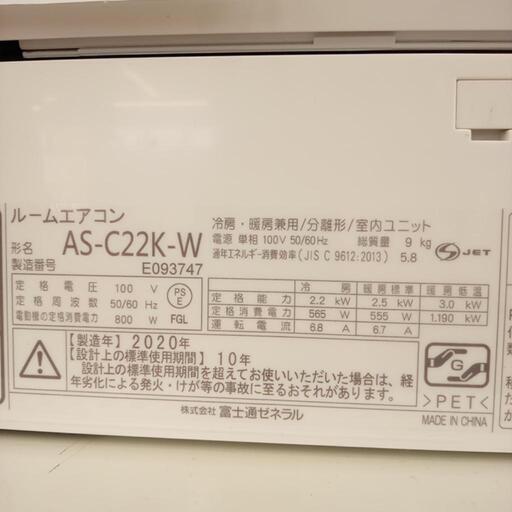 ルームエアコン
形名 AS-C22K-W
製造番号 E093747
冷房・暖房兼用/分離形/室内ユニット
電源 単相 100V 50/60Hz 総質量 9 kg
通年エネルギー消費効率(JIS C 9612:2013) 5.8
JET
定格電圧 100 V
定格周波数 50/60 Hz
電動機の定格消費電力 800 W
PSE
FGL
冷房 暖房標準 暖房低温
定格能力 2.2 kW 2.5 kW 3.0 kW
定格消費電力 565 W 555 W 1.190 kW
運転電流 6.8 A 6.7 A
【製造年】2020年
【設計上の標準使用期間】10年
設計上の標準使用期間を超えてお使いいただいた場合は、経
年劣化による発火・けが等の事故に至るおそれがあります。
G
>PET<
MADE IN CHINA
株式会社 富士通ゼネラル